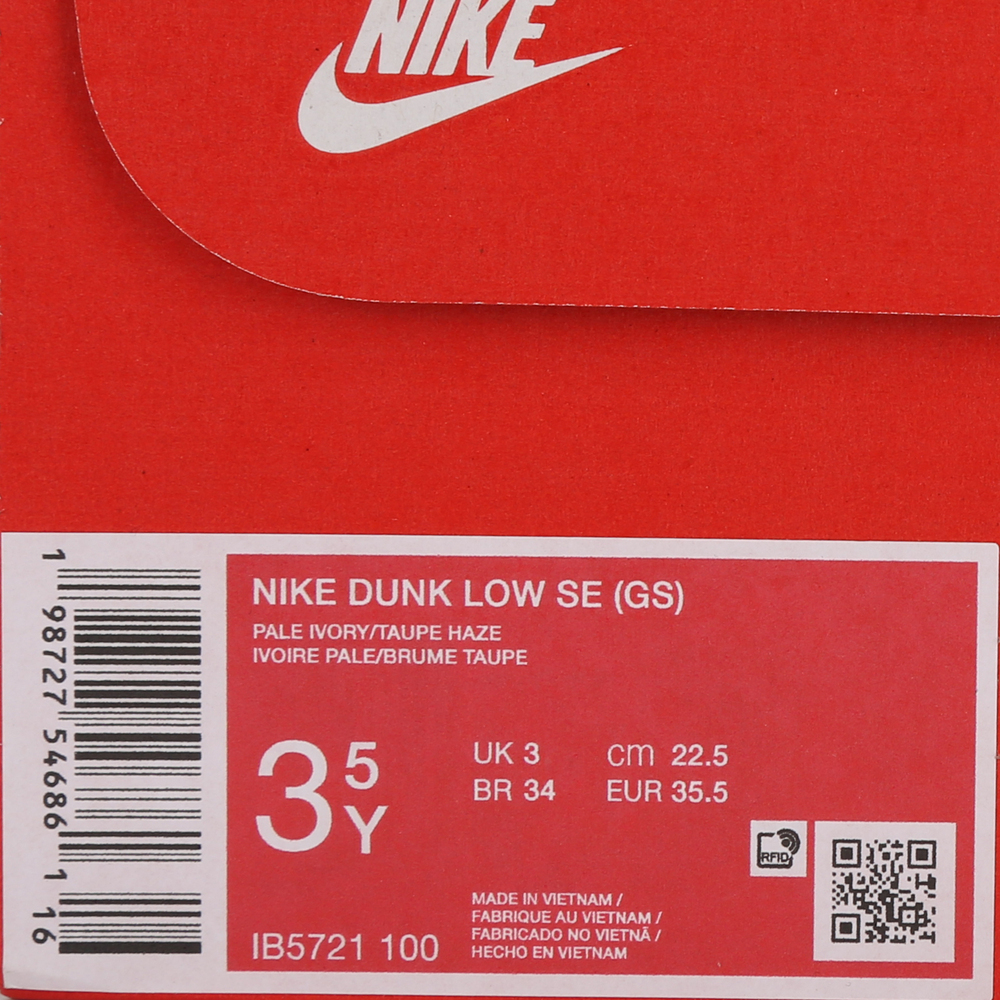 NIKE
NIKE DUNK LOW SE (GS)
PALE IVORY/TAUPE HAZE
IVOIRE PALE/BRUME TAUPE
3 5 Y
UK 3 cm 22.5
BR 34 EUR 35.5
RFID
IB5721 100
MADE IN VIETNAM /
FABRIQUE AU VIETNAM /
FABRICADO NO VIETNÃ /
HECHO EN VIETNAM
1 98727 54686 1 16